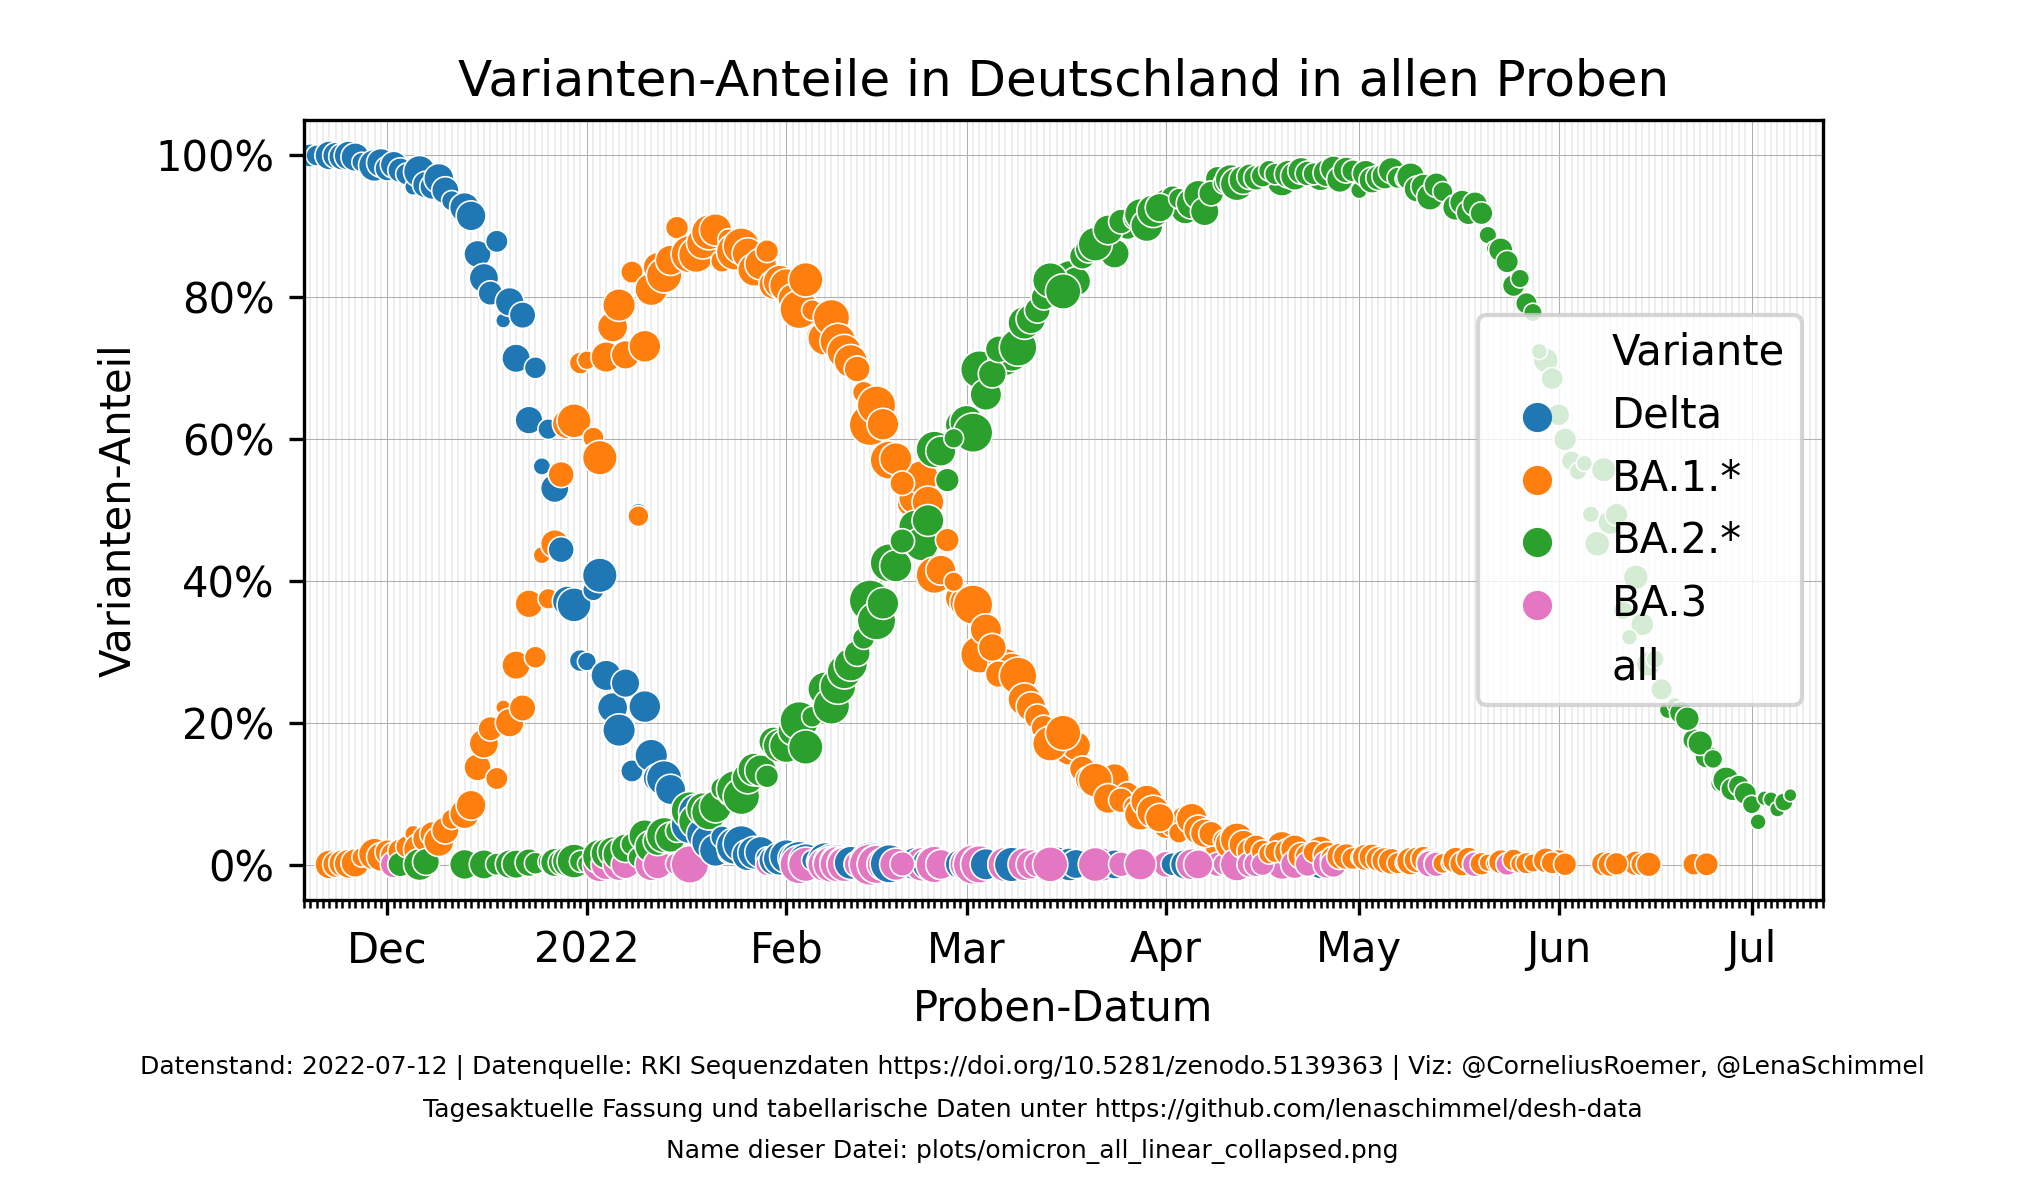 Varianten-Anteile in Deutschland in allen Proben
Varianten-Anteil
100%
80%
60%
40%
20%
0%
Variante
Delta
BA.1.*
BA.2.*
BA.3
all
Dec 2022 Feb Mar Apr May Jun Jul
Proben-Datum
Datenstand: 2022-07-12 | Datenquelle: RKI Sequenzdaten https://doi.org/10.5281/zenodo.5139363 | Viz: @CorneliusRoemer, @LenaSchimmel
Tagesaktuelle Fassung und tabellarische Daten unter https://github.com/lenaschimmel/desh-data
Name dieser Datei: plots/omicron_all_linear_collapsed.png